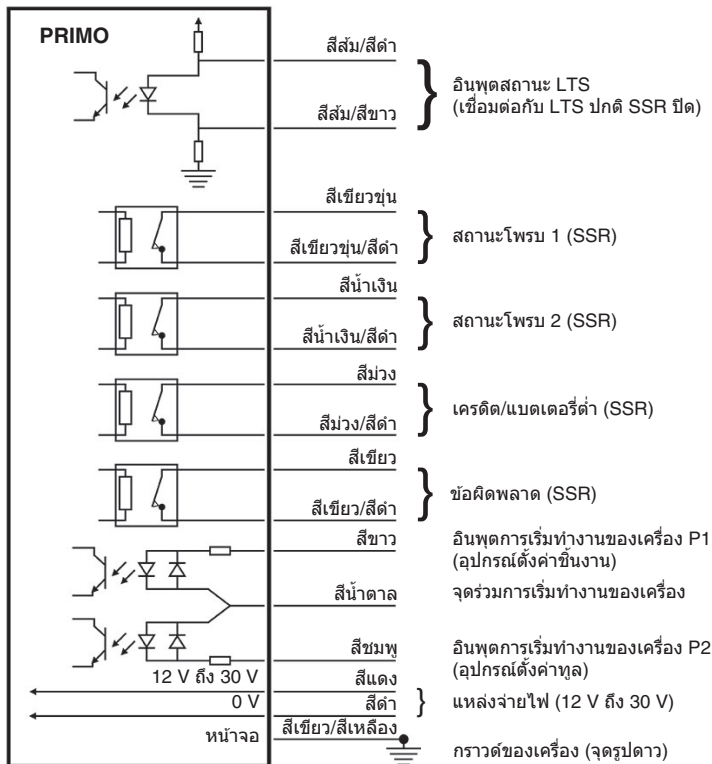 PRIMO
สีส้ม/สีดำ
อินพุตสถานะ LTS
(เชื่อมต่อกับ LTS ปกติ SSR ปิด)
สีส้ม/สีขาว
สีเขียวขุ่น
สถานะโพรบ 1 (SSR)
สีเขียวขุ่น/สีดำ
สีน้ำเงิน
สถานะโพรบ 2 (SSR)
สีน้ำเงิน/สีดำ
สีม่วง
เครดิต/แบตเตอรี่ต่ำ (SSR)
สีม่วง/สีดำ
สีเขียว
ข้อผิดพลาด (SSR)
สีเขียว/สีดำ
สีขาว
อินพุตการเริ่มทำงานของเครื่อง P1
(อุปกรณ์ตั้งค่าชิ้นงาน)
สีน้ำตาล
จุดร่วมการเริ่มทำงานของเครื่อง
สีชมพู
อินพุตการเริ่มทำงานของเครื่อง P2
(อุปกรณ์ตั้งค่าทูล)
12 V ถึง 30 V
สีแดง
0 V
สีดำ
แหล่งจ่ายไฟ (12 V ถึง 30 V)
หน้าจอ
สีเขียว/สีเหลือง
กราวด์ของเครื่อง (จุดรูปดาว)